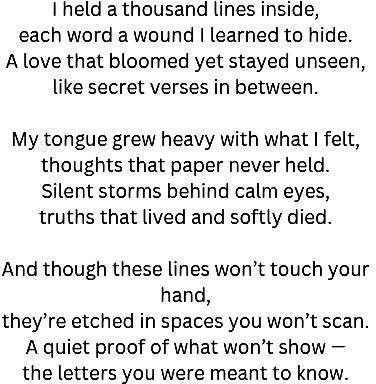 I held a thousand lines inside,
each word a wound I learned to hide.
A love that bloomed yet stayed unseen,
like secret verses in between.

My tongue grew heavy with what I felt,
thoughts that paper never held.
Silent storms behind calm eyes,
truths that lived and softly died.

And though these lines won’t touch your
hand,
they’re etched in spaces you won’t scan.
A quiet proof of what won’t show —
the letters you were meant to know.